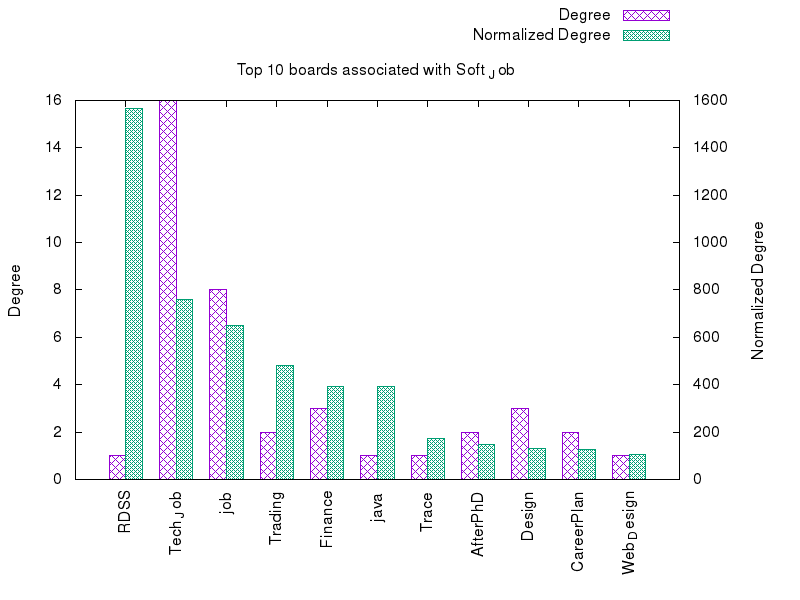 Degree
Normalized Degree
Top 10 boards associated with Soft_Job
16
14
12
10
8
6
4
2
0
Degree
1600
1400
1200
1000
800
600
400
200
0
Normalized Degree
RDSS
Tech_Job
job
Trading
Finance
java
Trace
AfterPhD
Design
CareerPlan
Web_Design